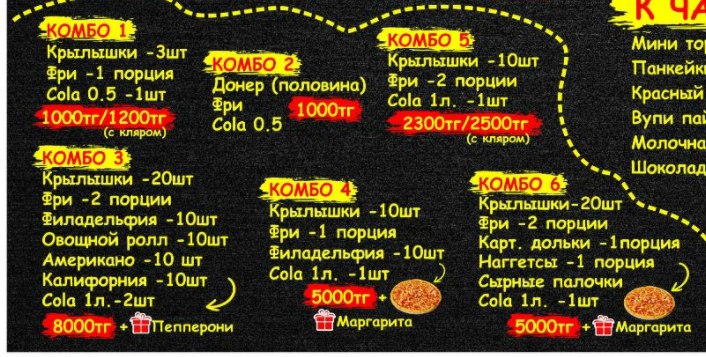 КОМБО 1
Крылышки -3шт
Фри -1 порция
Cola 0.5 -1шт
1000тг/1200тг
(с кляром)
КОМБО 2
Донер (половина)
Фри
1000тг
Cola 0.5
КОМБО 5
Крылышки -10шт
Фри -2 порции
Cola 1л. -1шт
2300тг/2500тг
(с кляром)
КОМБО 3
Крылышки -20шт
Фри -2 порции
Филадельфия -10шт
Овощной ролл -10шт
Американо -10 шт
Калифорния -10шт
Cola 1л.-2шт
8000тг + Пепперони
КОМБО 4
Крылышки -10шт
Фри -1 порция
Филадельфия -10шт
Cola 1л. -1шт
5000тг +
Маргарита
КОМБО 6
Крылышки-20шт
Фри -2 порции
Карт. дольки -1порция
Наггетсы -1 порция
Сырные палочки
Cola 1л. -1шт
5000тг + Маргарита
К ЧА
Мини тор
Панкейки
Красный
Вупи пай
Молочна
Шоколад